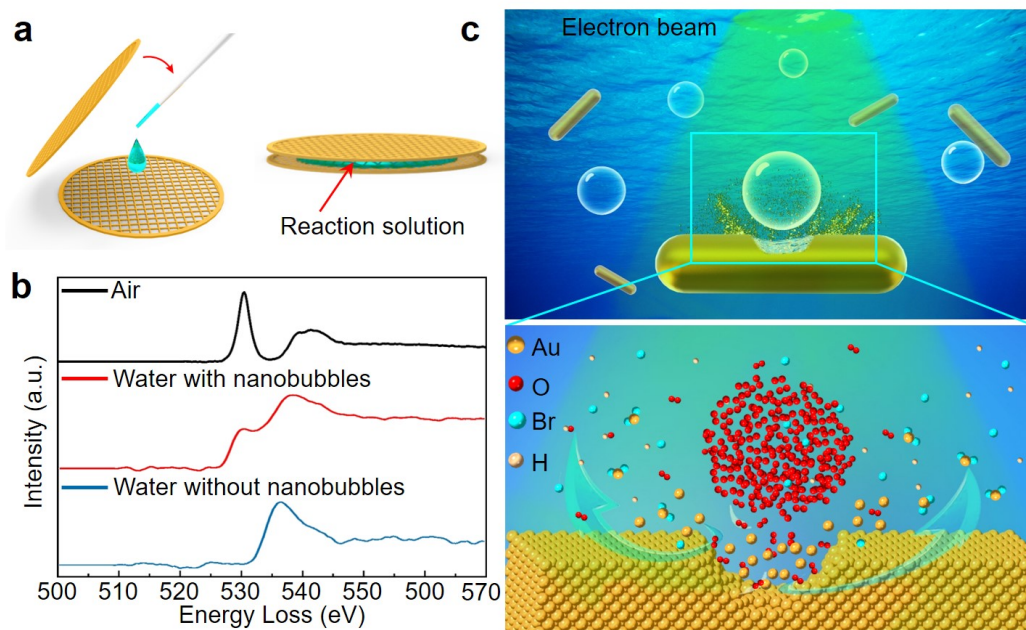 a
Reaction solution
b
Air
Water with nanobubbles
Water without nanobubbles
Intensity (a.u.)
500 510 520 530 540 550 500 570
Energy Loss (eV)
c
Electron beam
Au
O
Br
H